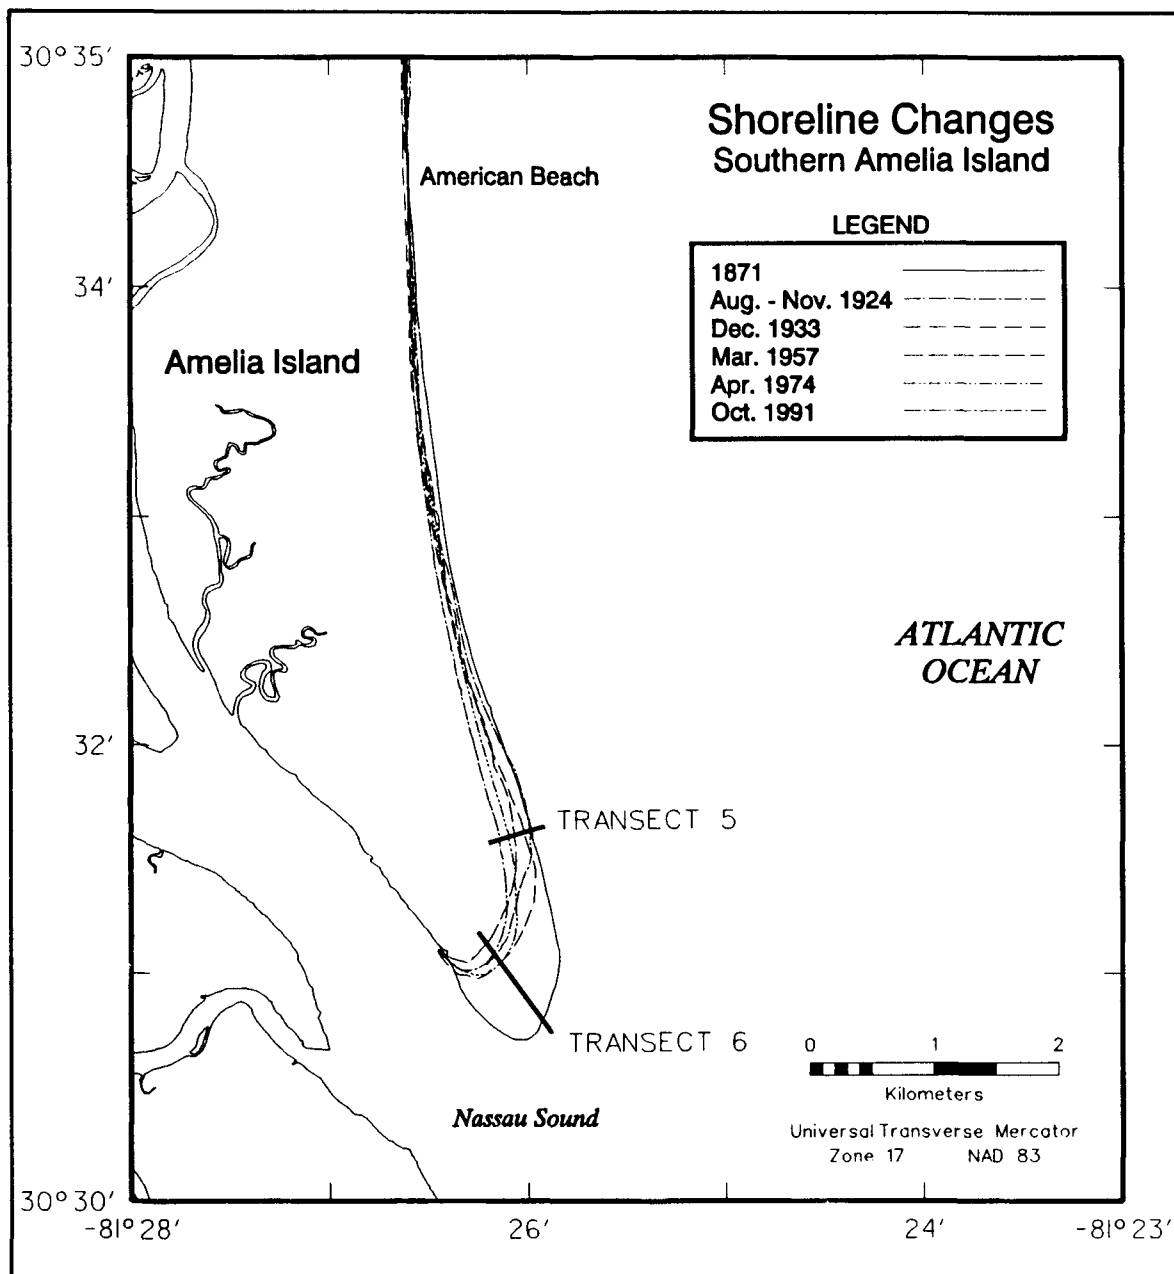 30°35′
Shoreline Changes
Southern Amelia Island
American Beach
LEGEND
1871
Aug. - Nov. 1924
Dec. 1933
Mar. 1957
Apr. 1974
Oct. 1991
34′
Amelia Island
ATLANTIC
OCEAN
32′
TRANSECT 5
TRANSECT 6
0 1 2
Kilometers
Nassau Sound
Universal Transverse Mercator
Zone 17 NAD 83
30°30′
-81°28′ 26′ 24′ -81°23′